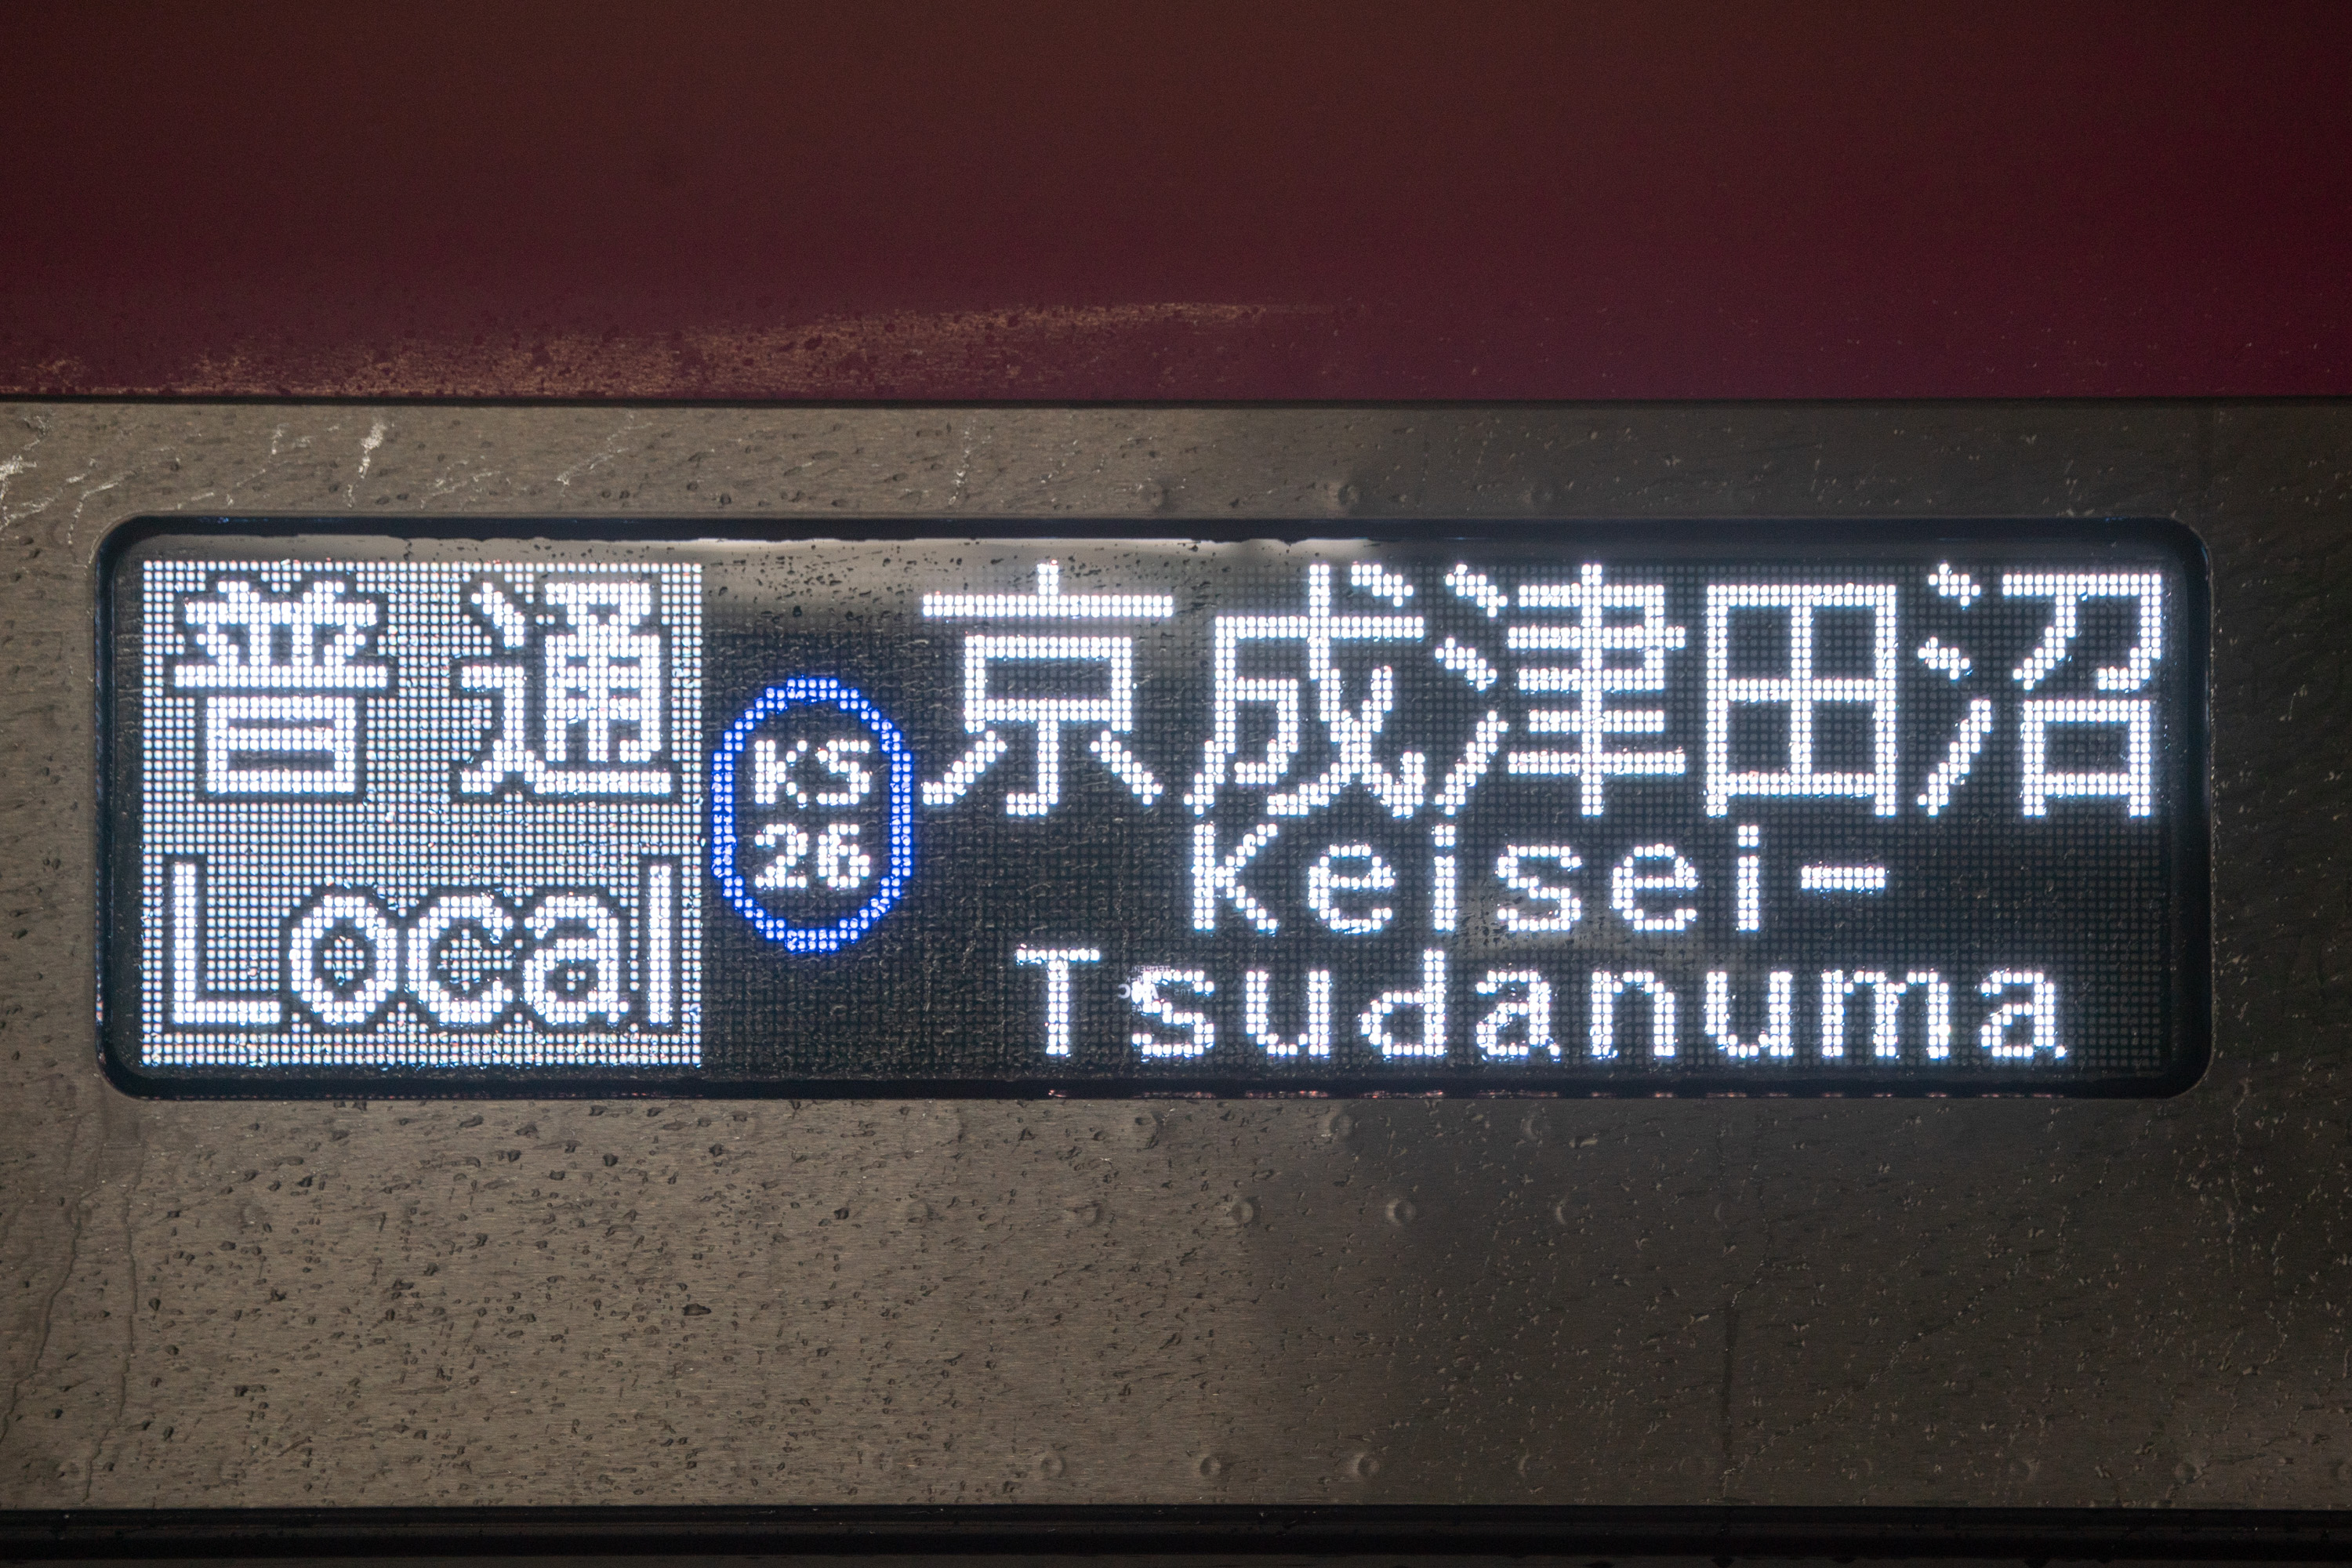 普通
Local
KS
26
京成津田沼
Keisei-
Tsudanuma